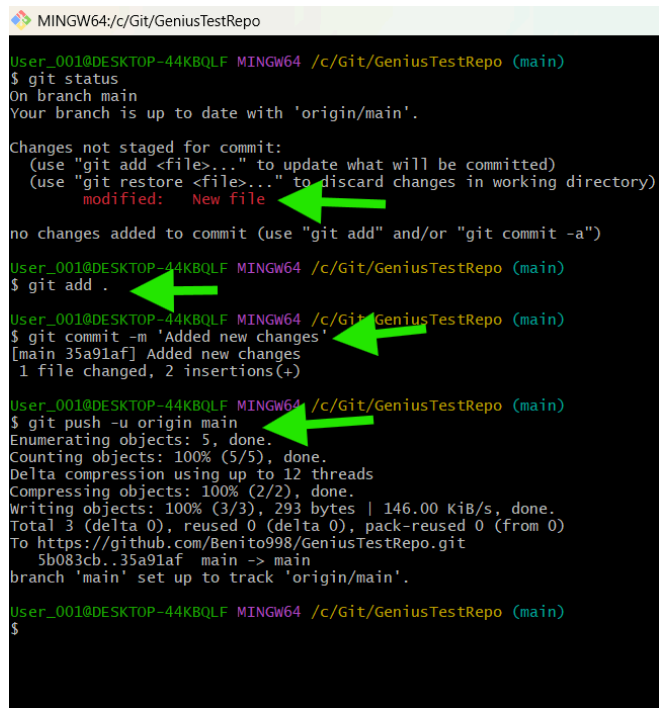 MINGW64:/c/Git/GeniusTestRepo
User_001@DESKTOP-44KBQLF MINGW64 /c/Git/GeniusTestRepo (main)
$ git status
On branch main
Your branch is up to date with 'origin/main'.
Changes not staged for commit:
(use "git add <file>..." to update what will be committed)
(use "git restore <file>..." to discard changes in working directory)
modified: New file
no changes added to commit (use "git add" and/or "git commit -a")
User_001@DESKTOP-44KBQLF MINGW64 /c/Git/GeniusTestRepo (main)
$ git add .
User_001@DESKTOP-44KBQLF MINGW64 /c/Git/GeniusTestRepo (main)
$ git commit -m 'Added new changes'
[main 35a91af] Added new changes
1 file changed, 2 insertions(+)
User_001@DESKTOP-44KBQLF MINGW64 /c/Git/GeniusTestRepo (main)
$ git push -u origin main
Enumerating objects: 5, done.
Counting objects: 100% (5/5), done.
Delta compression using up to 12 threads
Compressing objects: 100% (2/2), done.
Writing objects: 100% (3/3), 293 bytes | 146.00 KiB/s, done.
Total 3 (delta 0), reused 0 (delta 0), pack-reused 0 (from 0)
To https://github.com/Benito998/GeniusTestRepo.git
5b083cb..35a91af main -> main
branch 'main' set up to track 'origin/main'.
User_001@DESKTOP-44KBQLF MINGW64 /c/Git/GeniusTestRepo (main)
$